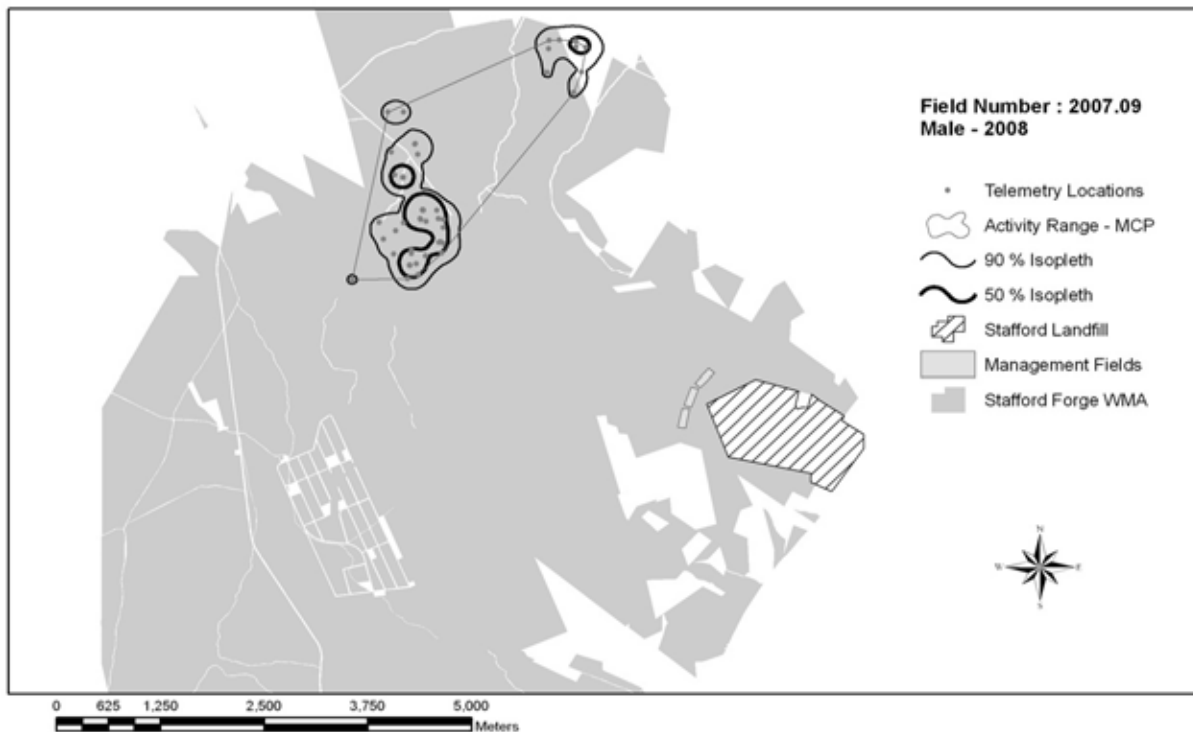 Field Number : 2007.09
Male - 2008
Telemetry Locations
Activity Range - MCP
90 % Isopleth
50 % Isopleth
Stafford Landfill
Management Fields
Stafford Forge WMA
N
W E
S
0 625 1,250 2,500 3,750 5,000
Meters